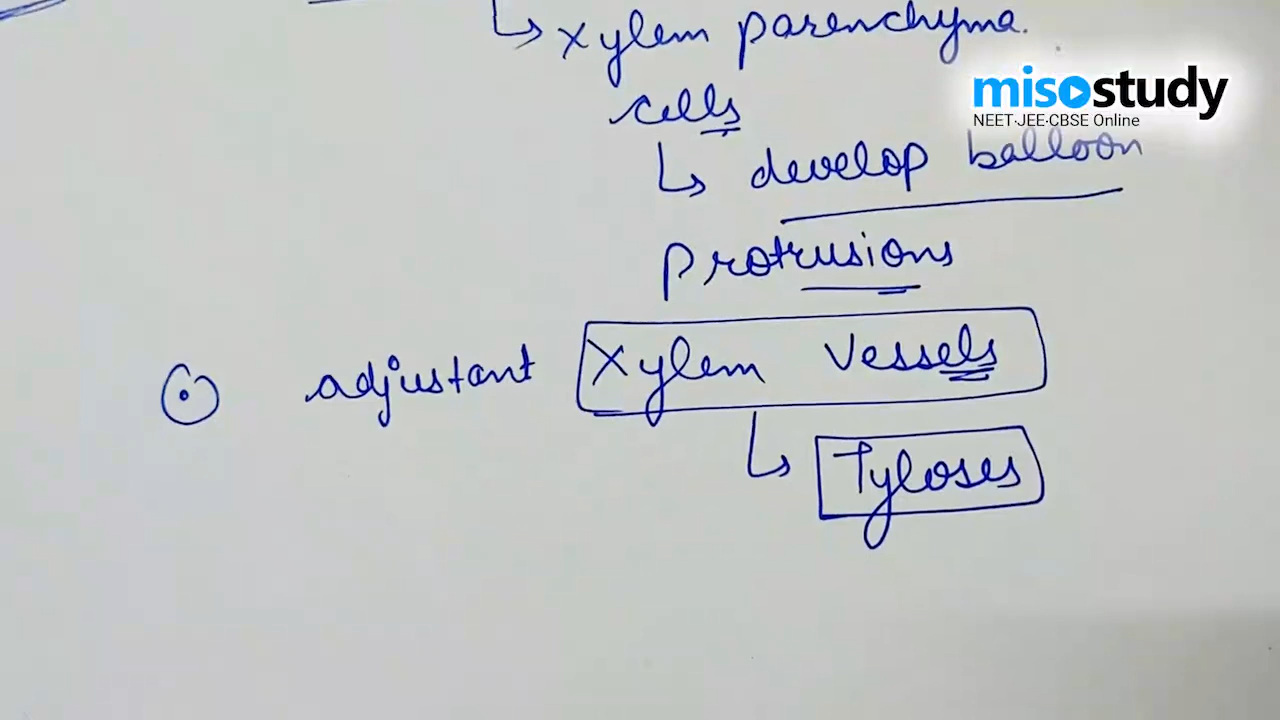 xylem parenchyma.
misostudy
NEET·JEE·CBSE Online
cells
develop balloon
Protrusions
adjustant Xylem Vessels
Tyloses